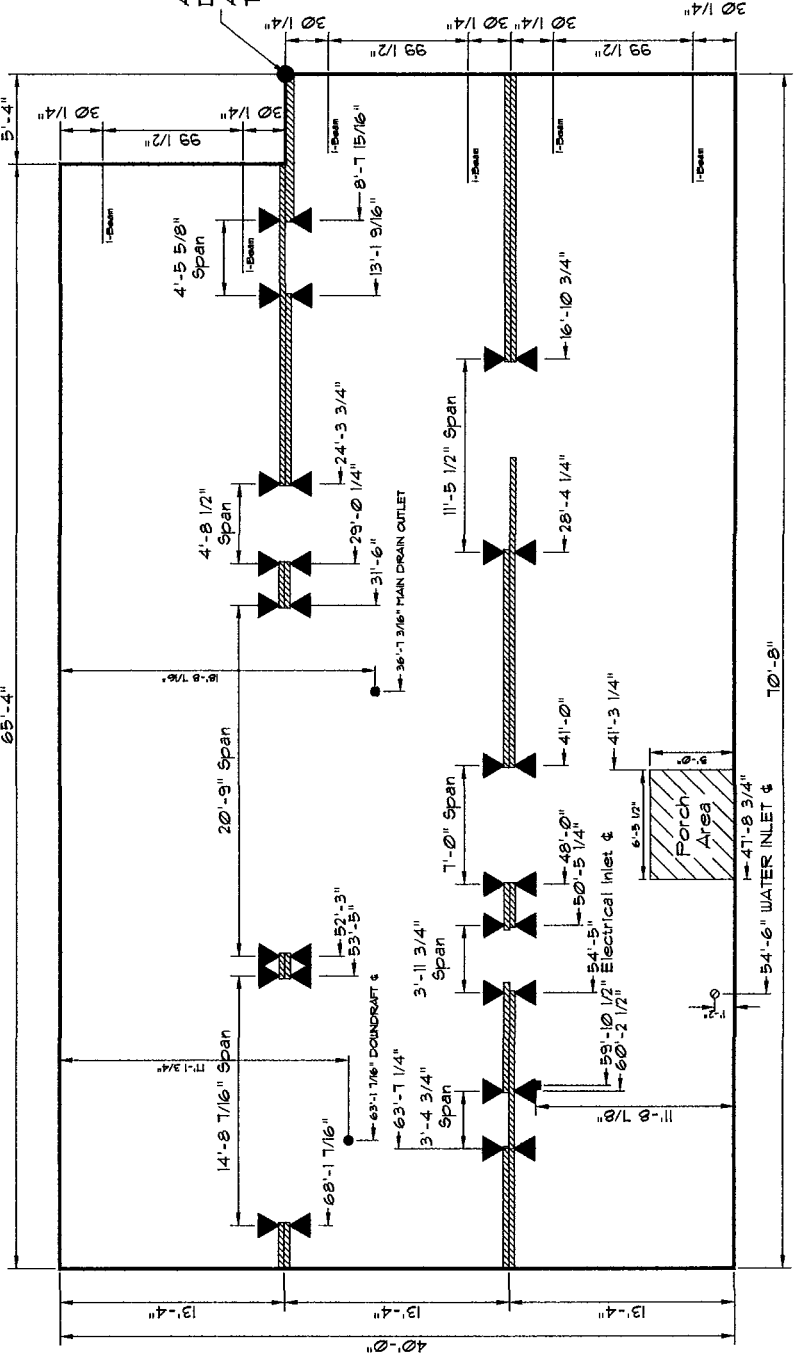 65'-4"
5'-4"
30 1/4"
99 1/2"
30 1/4"
30 1/4"
99 1/2"
30 1/4"
30 1/4"
99 1/2"
30 1/4"
I-Beam
I-Beam
I-Beam
I-Beam
I-Beam
I-Beam
14'-8 7/16" Span
20'-9" Span
4'-8 1/2"
Span
4'-5 5/8"
Span
68'-1 7/16"
53'-5"
52'-3"
31'-6"
29'-0 1/4"
24'-3 3/4"
13'-1 9/16"
8'-7 15/16"
17'-1 3/4"
63'-1 7/16" DOWNDRAFT ℄
18'-8 7/16"
36'-7 3/16" MAIN DRAIN OUTLET
3'-4 3/4"
Span
3'-11 3/4"
Span
7'-0" Span
11'-5 1/2" Span
63'-7 1/4"
60'-2 1/2"
59'-10 1/2" Electrical Inlet ℄
54'-5"
50'-5 1/4"
48'-0"
41'-0"
28'-4 1/4"
16'-10 3/4"
11'-8 7/8"
1'-2"
54'-6" WATER INLET ℄
6'-5 1/2"
5'-0"
Porch
Area
47'-8 3/4"
41'-3 1/4"
13'-4"
13'-4"
13'-4"
40'-0"
70'-8"